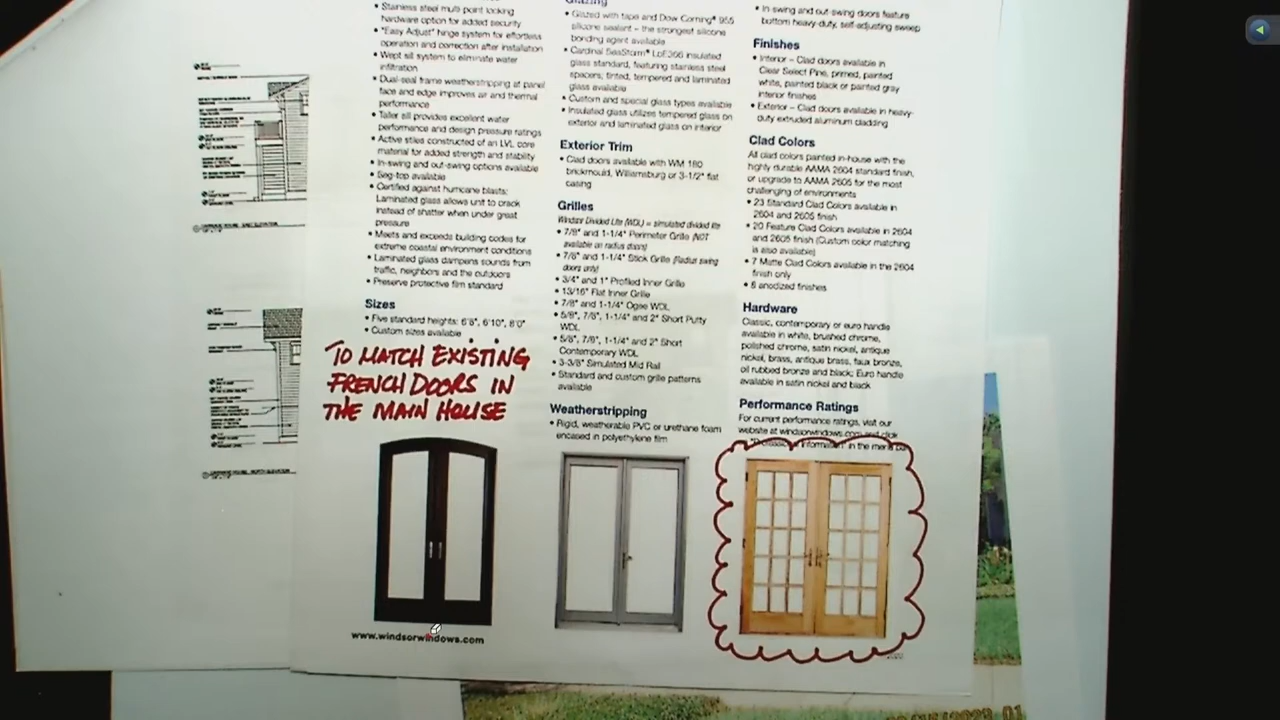 • Stainless steel multi point locking
hardware option for added security
• "Easy Adjust" hinge system for effortless
operation and correction after installation
• Wept sill system to eliminate water
infiltration
• Dual-seal frame weatherstripping at panel
face and edge improves air and thermal
performance
• Taller sill provides excellent water
performance and design pressure ratings
• Active stiles constructed of an LVL core
material for added strength and stability
• In-swing and out-swing options available
• Seg-top available
• Certified against hurricane blasts:
Laminated glass allows unit to crack
instead of shatter when under great
pressure
• Meets and exceeds building codes for
extreme coastal environment conditions
• Laminated glass dampens sounds from
traffic, neighbors and the outdoors
• Preserve protective film standard
Sizes
• Five standard heights: 6'8", 6'10", 8'0"
• Custom sizes available
TO MATCH EXISTING
FRENCH DOORS IN
THE MAIN HOUSE
www.windsorwindows.com
Glazing
• Glazed with tape and Dow Corning® 955
silicone sealant – the strongest silicone
bonding agent available
• Cardinal SeaStorm® LoE366 insulated
glass standard, featuring stainless steel
spacers; tinted, tempered and laminated
glass available
• Custom and special glass types available
• Insulated glass utilizes tempered glass on
exterior and laminated glass on interior
Exterior Trim
• Clad doors available with WM 180
brickmould, Williamsburg or 3-1/2" flat
casing
Grilles
Windsor Divided Lite (WDL) = simulated divided lite
• 7/8" and 1-1/4" Perimeter Grille (NOT
available on radius doors)
• 7/8" and 1-1/4" Stick Grille (Radius swing
doors only)
• 3/4" and 1" Profiled Inner Grille
• 13/16" Flat Inner Grille
• 7/8" and 1-1/4" Ogee WDL
• 5/8", 7/8", 1-1/4" and 2" Short Putty
WDL
• 5/8", 7/8", 1-1/4" and 2" Short
Contemporary WDL
• 3-3/8" Simulated Mid Rail
• Standard and custom grille patterns
available
Weatherstripping
• Rigid, weatherable PVC or urethane foam
encased in polyethylene film
• In-swing and out-swing doors feature
bottom heavy-duty, self-adjusting sweep
Finishes
• Interior – Clad doors available in
Clear Select Pine, primed, painted
white, painted black or painted gray
interior finishes
• Exterior – Clad doors available in heavy-
duty extruded aluminum cladding
Clad Colors
All clad colors painted in-house with the
highly durable AAMA 2604 standard finish,
or upgrade to AAMA 2605 for the most
challenging of environments
• 23 Standard Clad Colors available in
2604 and 2605 finish
• 20 Feature Clad Colors available in 2604
and 2605 finish (Custom color matching
is also available)
• 7 Matte Clad Colors available in the 2604
finish only
• 6 anodized finishes
Hardware
Classic, contemporary or euro handle
available in white, brushed chrome,
polished chrome, satin nickel, antique
nickel, brass, antique brass, faux bronze,
oil rubbed bronze and black; Euro handle
available in satin nickel and black
Performance Ratings
For current performance ratings, visit our
website at windsorwindows.com and click
Information" in the menu